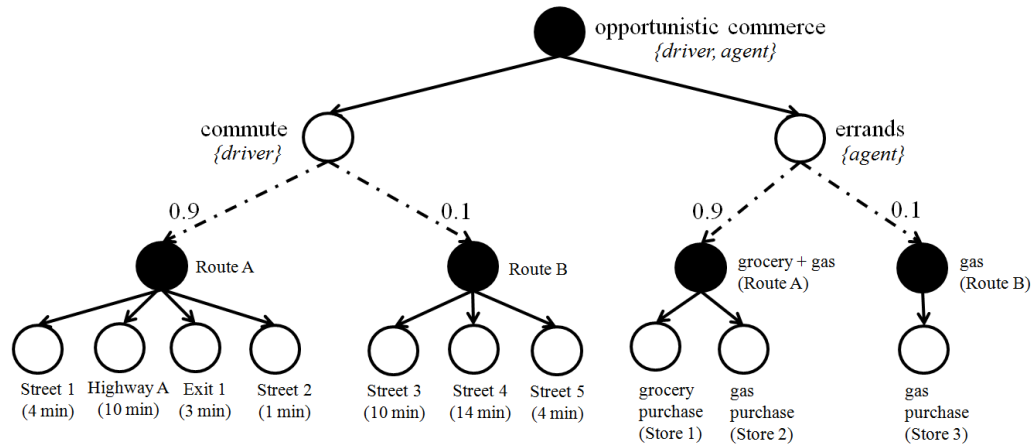 opportunistic commerce
{driver, agent}
commute
{driver}
errands
{agent}
0.9
0.1
0.9
0.1
Route A
Route B
grocery + gas
(Route A)
gas
(Route B)
Street 1
(4 min)
Highway A
(10 min)
Exit 1
(3 min)
Street 2
(1 min)
Street 3
(10 min)
Street 4
(14 min)
Street 5
(4 min)
grocery
purchase
(Store 1)
gas
purchase
(Store 2)
gas
purchase
(Store 3)